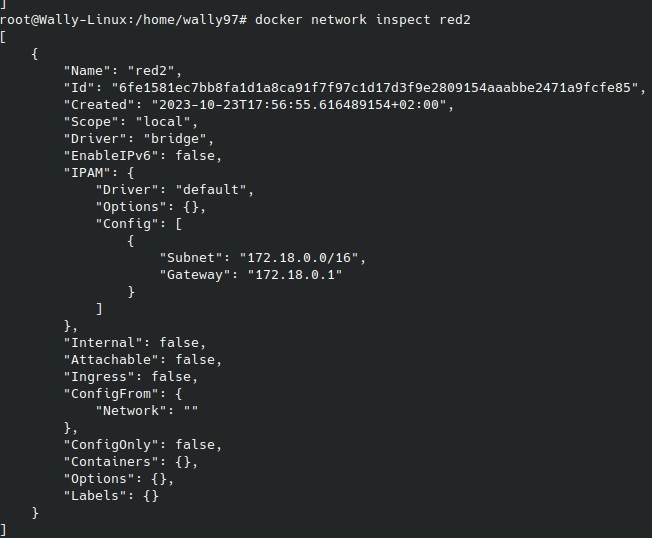 ]
root@Wally-Linux:/home/wally97# docker network inspect red2
[
    {
        "Name": "red2",
        "Id": "6fe1581ec7bb8fa1d1a8ca91f7f97c1d17d3f9e2809154aaabbe2471a9fcfe85",
        "Created": "2023-10-23T17:56:55.616489154+02:00",
        "Scope": "local",
        "Driver": "bridge",
        "EnableIPv6": false,
        "IPAM": {
            "Driver": "default",
            "Options": {},
            "Config": [
                {
                    "Subnet": "172.18.0.0/16",
                    "Gateway": "172.18.0.1"
                }
            ]
        },
        "Internal": false,
        "Attachable": false,
        "Ingress": false,
        "ConfigFrom": {
            "Network": ""
        },
        "ConfigOnly": false,
        "Containers": {},
        "Options": {},
        "Labels": {}
    }
]